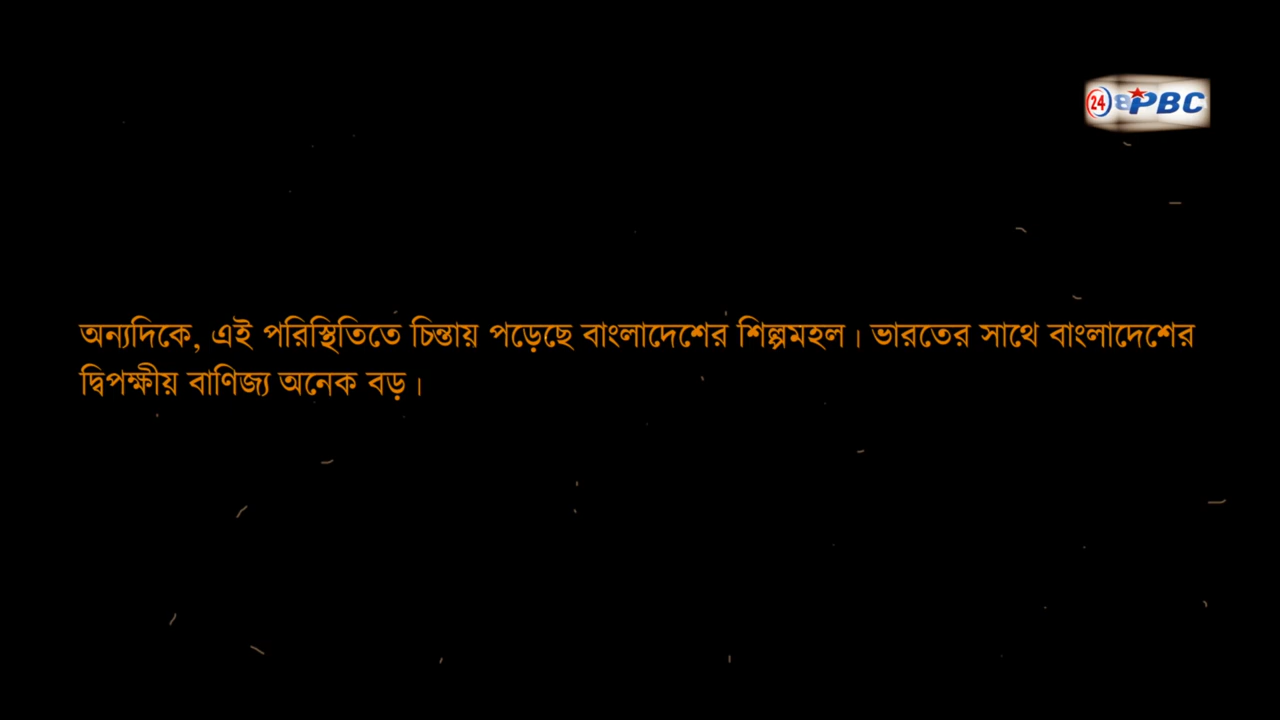 24 PBC
অন্যদিকে, এই পরিস্থিতিতে চিন্তায় পড়েছে বাংলাদেশের শিল্পমহল। ভারতের সাথে বাংলাদেশের
দ্বিপক্ষীয় বাণিজ্য অনেক বড়।